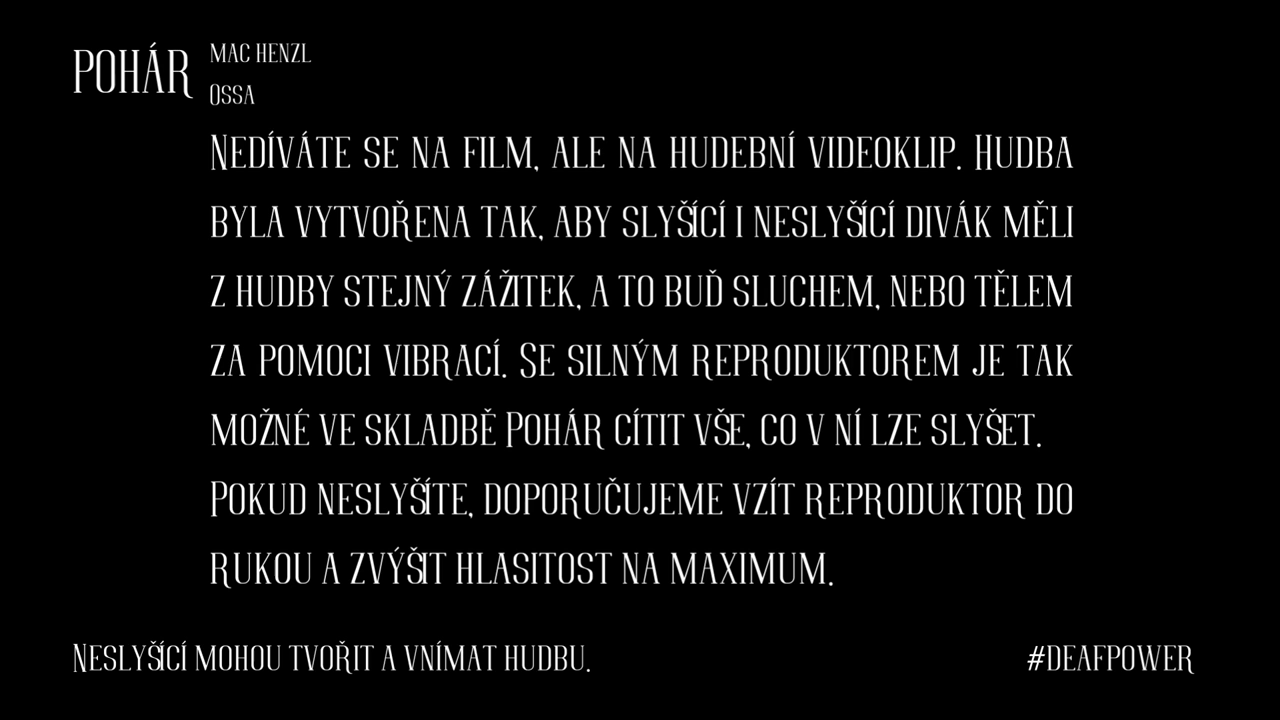 POHÁR
MAC HENZL
OSSA
NEDÍVÁTE SE NA FILM, ALE NA HUDEBNÍ VIDEOKLIP. HUDBA
BYLA VYTVOŘENA TAK, ABY SLYŠÍCÍ I NESLYŠÍCÍ DIVÁK MĚLI
Z HUDBY STEJNÝ ZÁŽITEK, A TO BUĎ SLUCHEM, NEBO TĚLEM
ZA POMOCI VIBRACÍ. SE SILNÝM REPRODUKTOREM JE TAK
MOŽNÉ VE SKLADBĚ POHÁR CÍTIT VŠE, CO V NÍ LZE SLYŠET.
POKUD NESLYŠÍTE, DOPORUČUJEME VZÍT REPRODUKTOR DO
RUKOU A ZVÝŠIT HLASITOST NA MAXIMUM.
NESLYŠÍCÍ MOHOU TVOŘIT A VNÍMAT HUDBU.
#DEAFPOWER